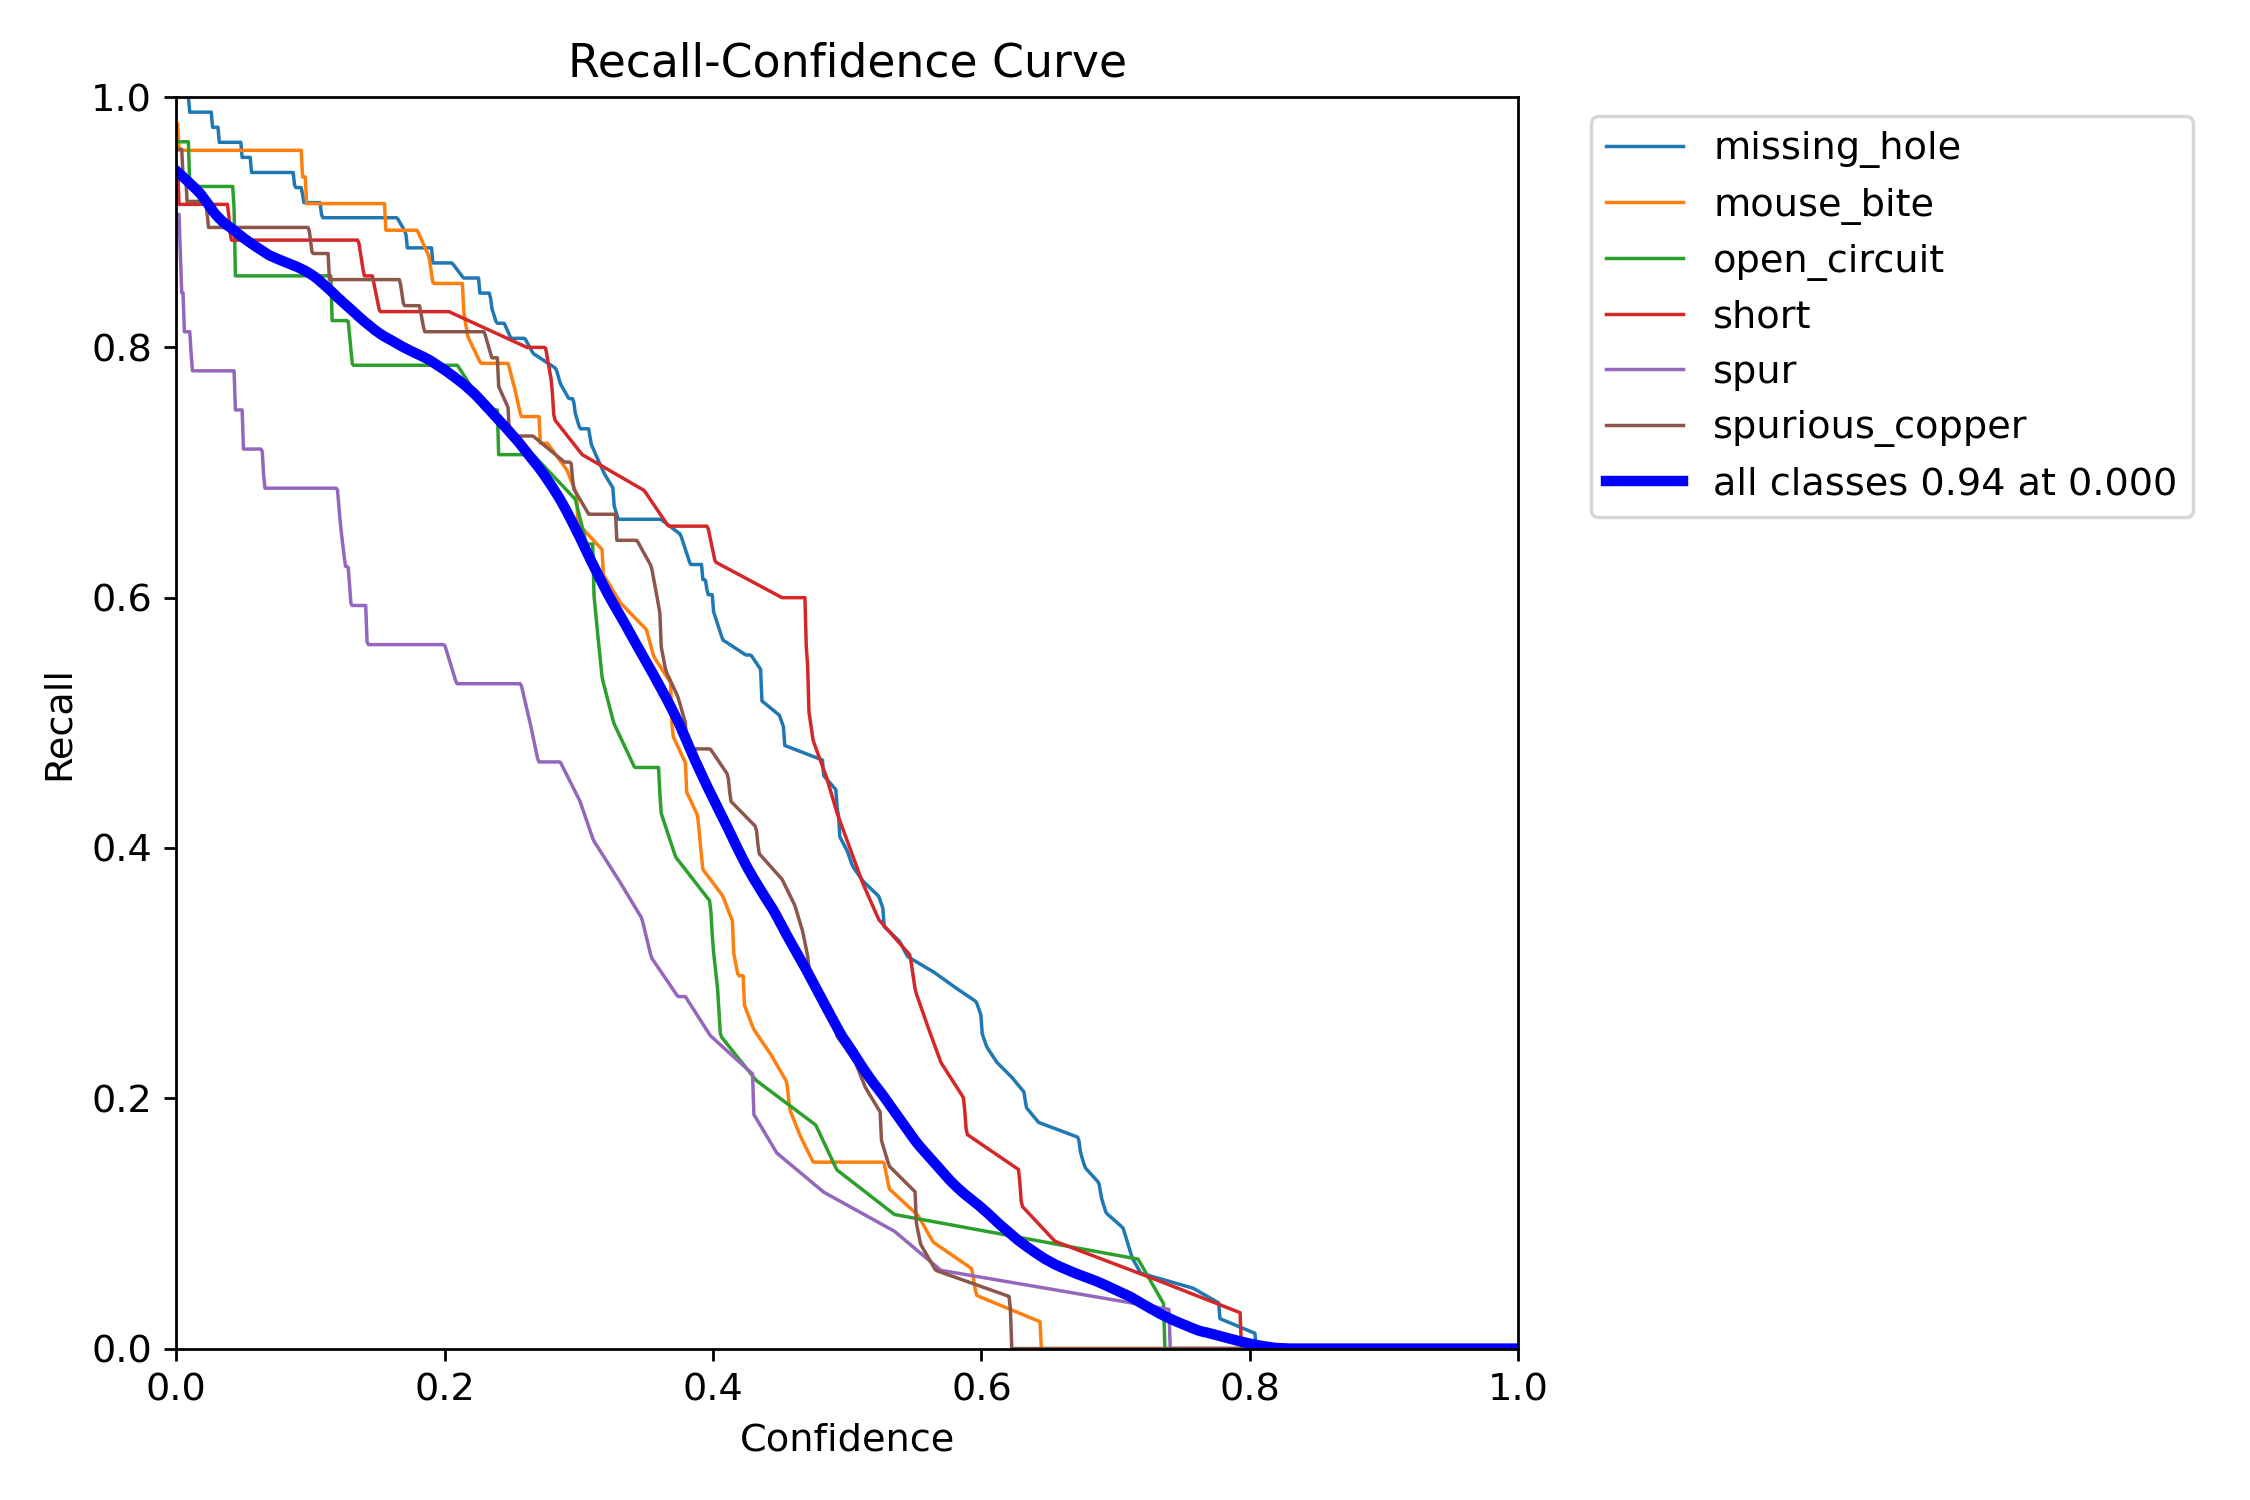 Recall-Confidence Curve
1.0
0.8
0.6
0.4
0.2
0.0
Recall
0.0 0.2 0.4 0.6 0.8 1.0
Confidence
missing_hole
mouse_bite
open_circuit
short
spur
spurious_copper
all classes 0.94 at 0.000